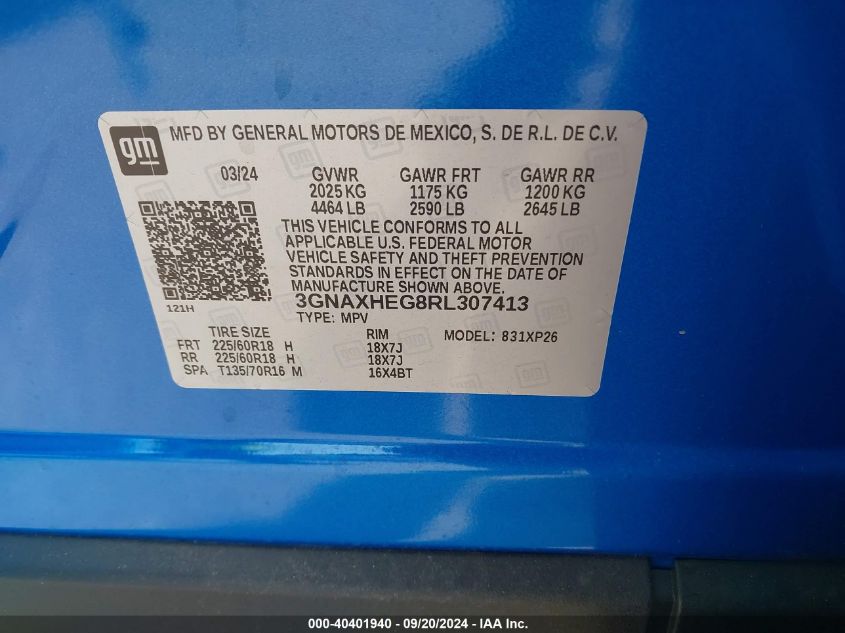 gm MFD BY GENERAL MOTORS DE MEXICO, S. DE R.L. DE C.V.
03/24 GVWR GAWR FRT GAWR RR
2025 KG 1175 KG 1200 KG
4464 LB 2590 LB 2645 LB
THIS VEHICLE CONFORMS TO ALL
APPLICABLE U.S. FEDERAL MOTOR
VEHICLE SAFETY AND THEFT PREVENTION
STANDARDS IN EFFECT ON THE DATE OF
MANUFACTURE SHOWN ABOVE.
121H 3GNAXHEG8RL307413
TYPE: MPV
TIRE SIZE RIM MODEL: 831XP26
FRT 225/60R18 H 18X7J
RR 225/60R18 H 18X7J
SPA T135/70R16 M 16X4BT
000-40401940 - 09/20/2024 - IAA Inc.